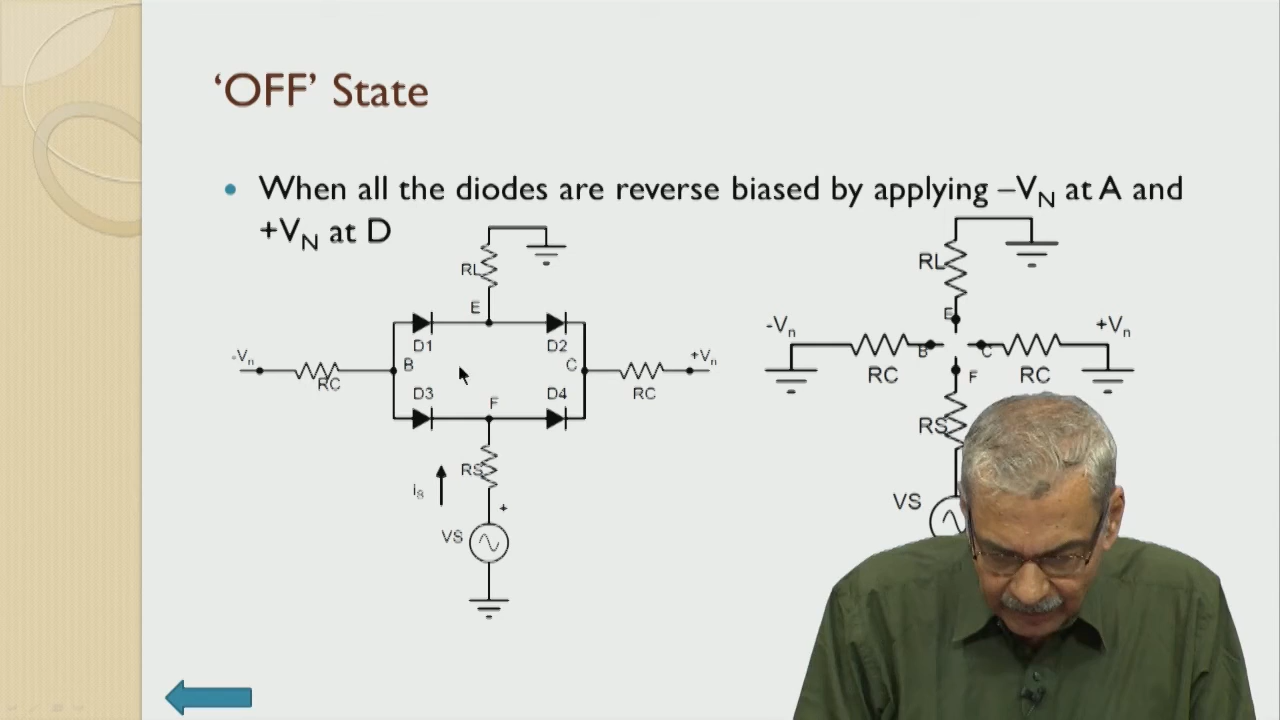 ‘OFF’ State
• When all the diodes are reverse biased by applying –VN at A and
+VN at D
RL
E
D1
D2
-Vn
RC
B
C
+Vn
RC
D3
F
D4
is
RS
+
VS
RL
E
-Vn
+Vn
B
C
RC
F
RC
RS
VS